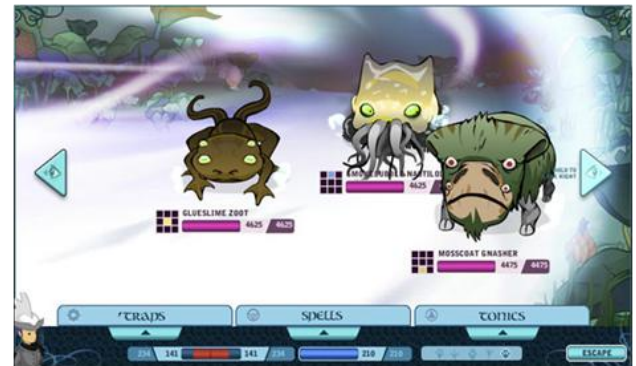 GLUESLIME ZOOT
4625 4625
4625
MOSSCOAT GNASHER
4475 4475
TRAPS
SPELLS
TONICS
234 141 141 234
210 210
ESCAPE